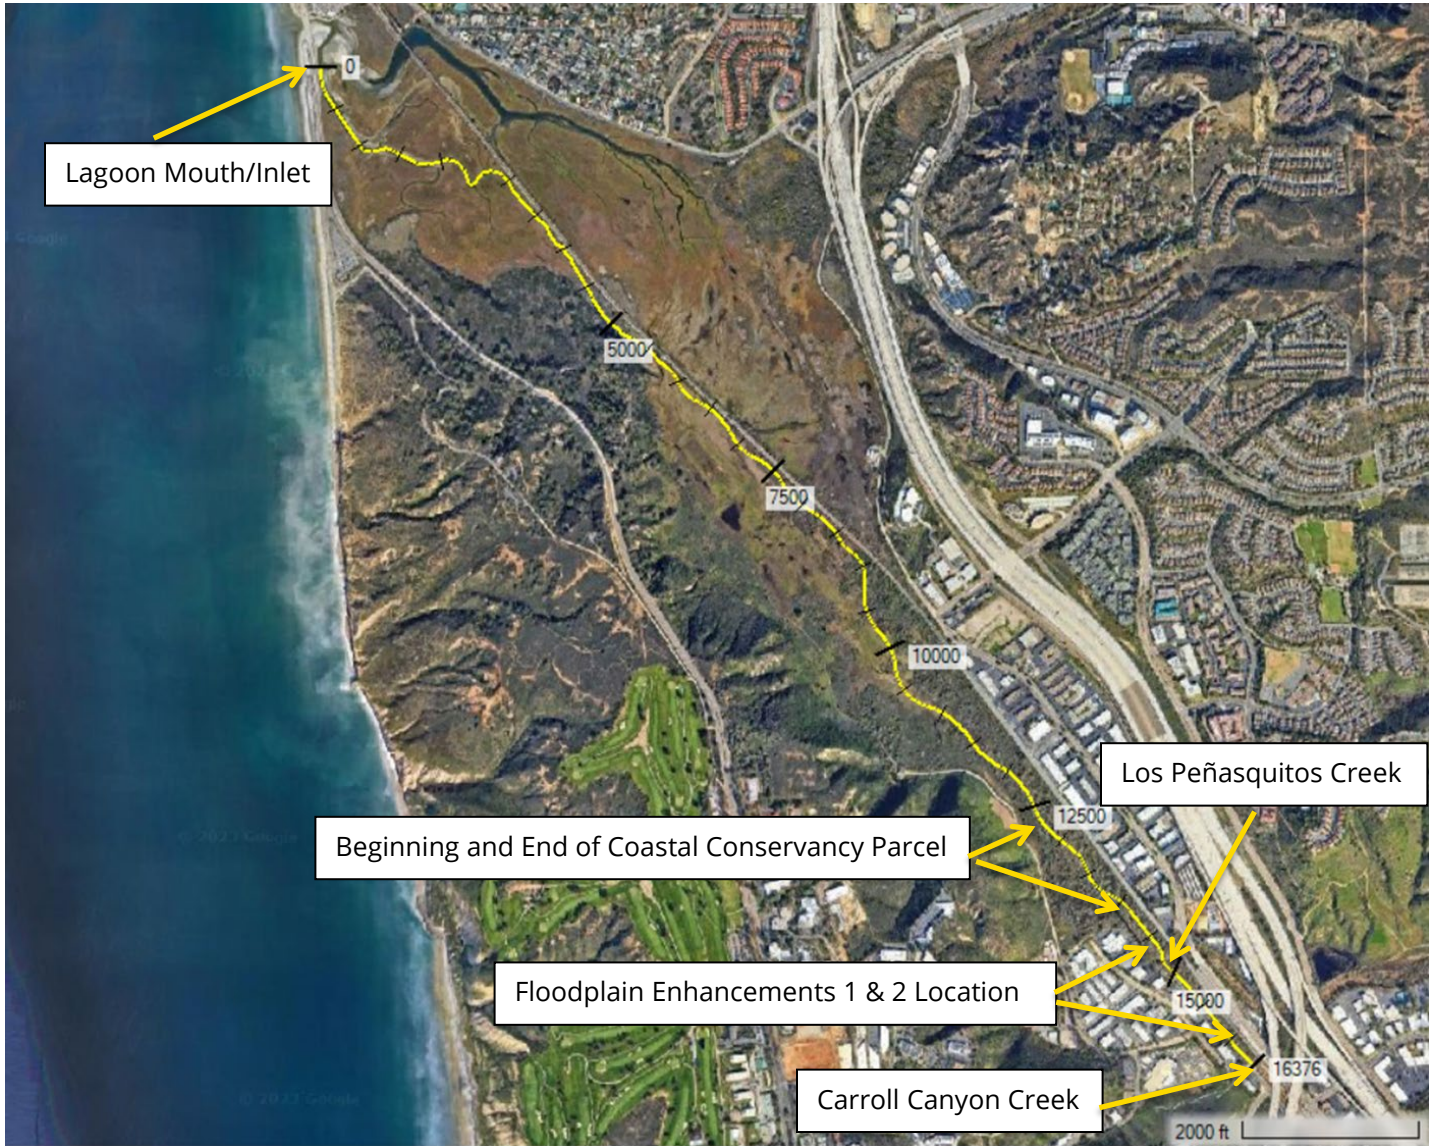 0
Lagoon Mouth/Inlet
5000
7500
10000
Los Peñasquitos Creek
12500
Beginning and End of Coastal Conservancy Parcel
Floodplain Enhancements 1 & 2 Location
15000
16376
Carroll Canyon Creek
2000 ft